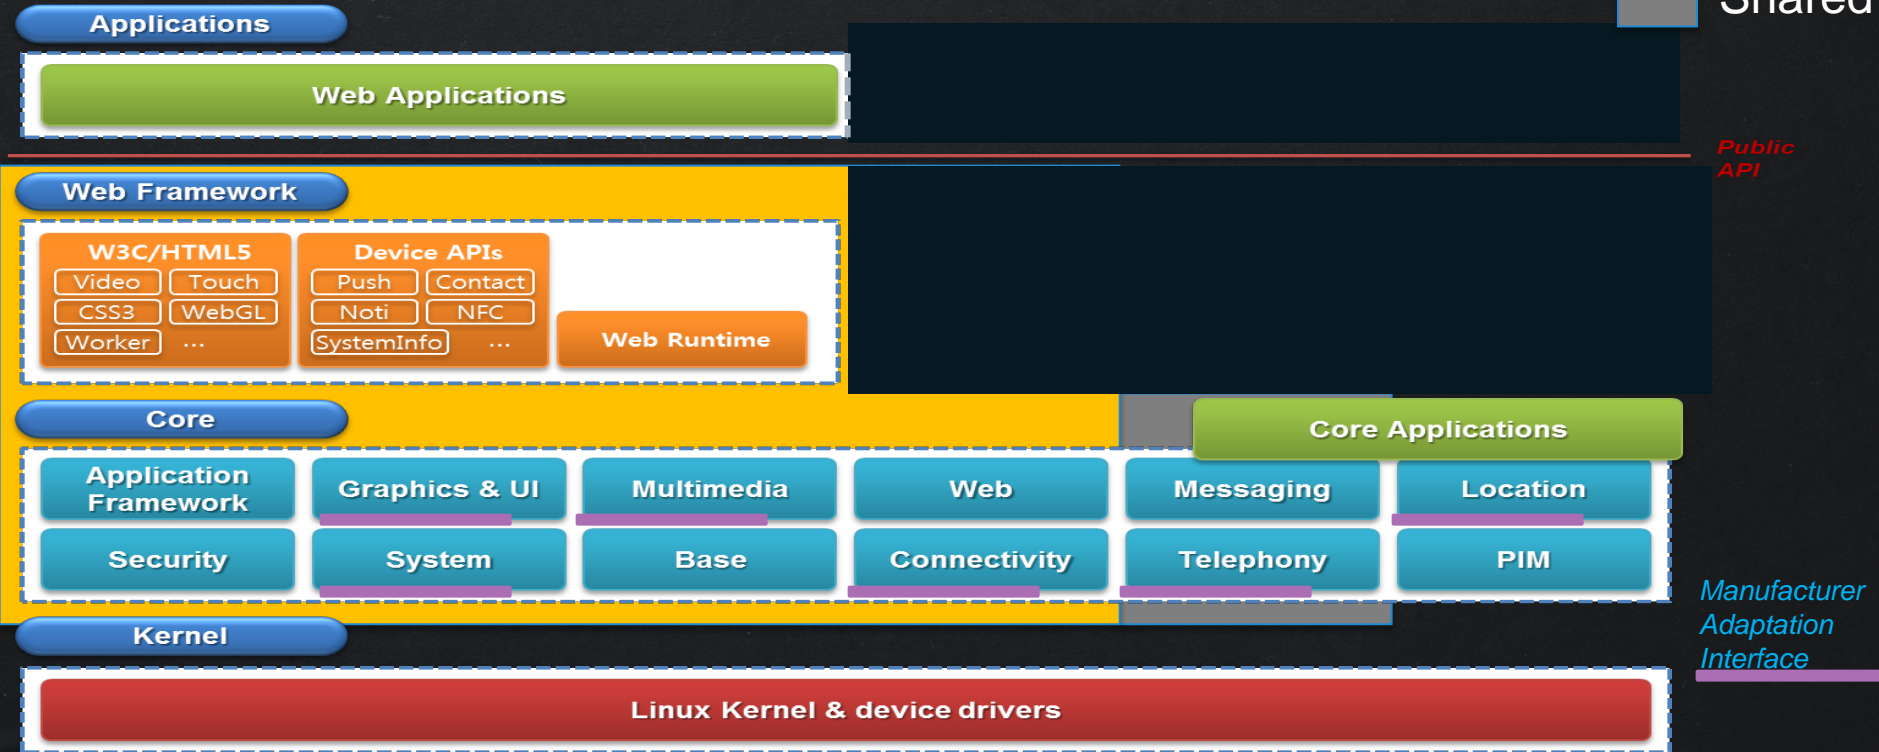 Applications
Shared
Web Applications
Public
API
Web Framework
W3C/HTML5
Video Touch
CSS3 WebGL
Worker ...
Device APIs
Push Contact
Noti NFC
SystemInfo ...
Web Runtime
Core
Core Applications
Application
Framework
Graphics & UI
Multimedia
Web
Messaging
Location
Security
System
Base
Connectivity
Telephony
PIM
Manufacturer
Adaptation
Interface
Kernel
Linux Kernel & device drivers